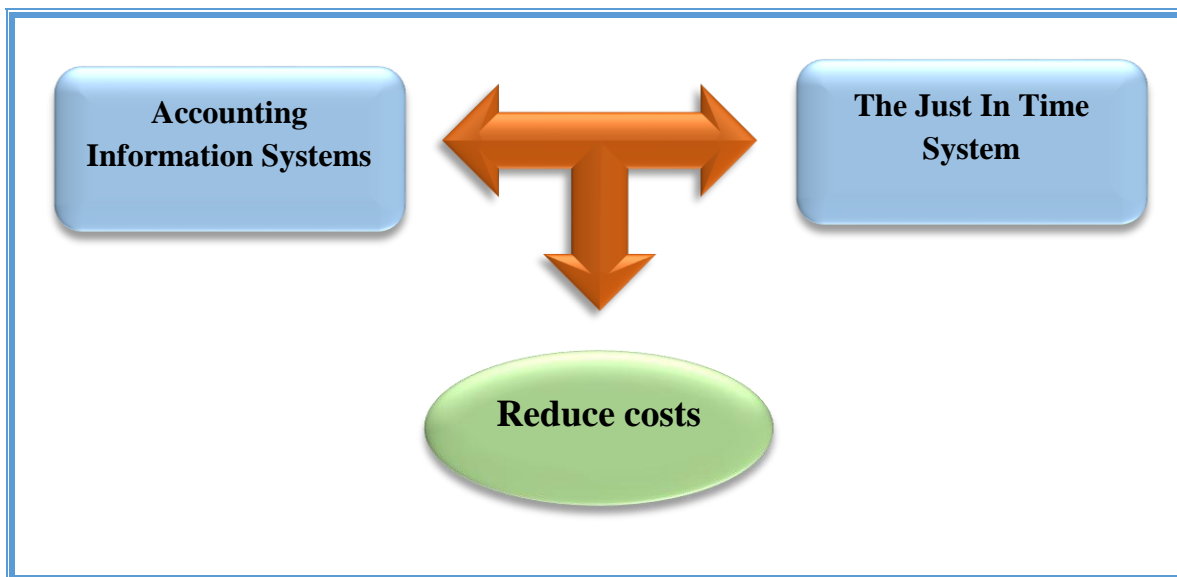 Accounting
Information Systems
The Just In Time
System
Reduce costs